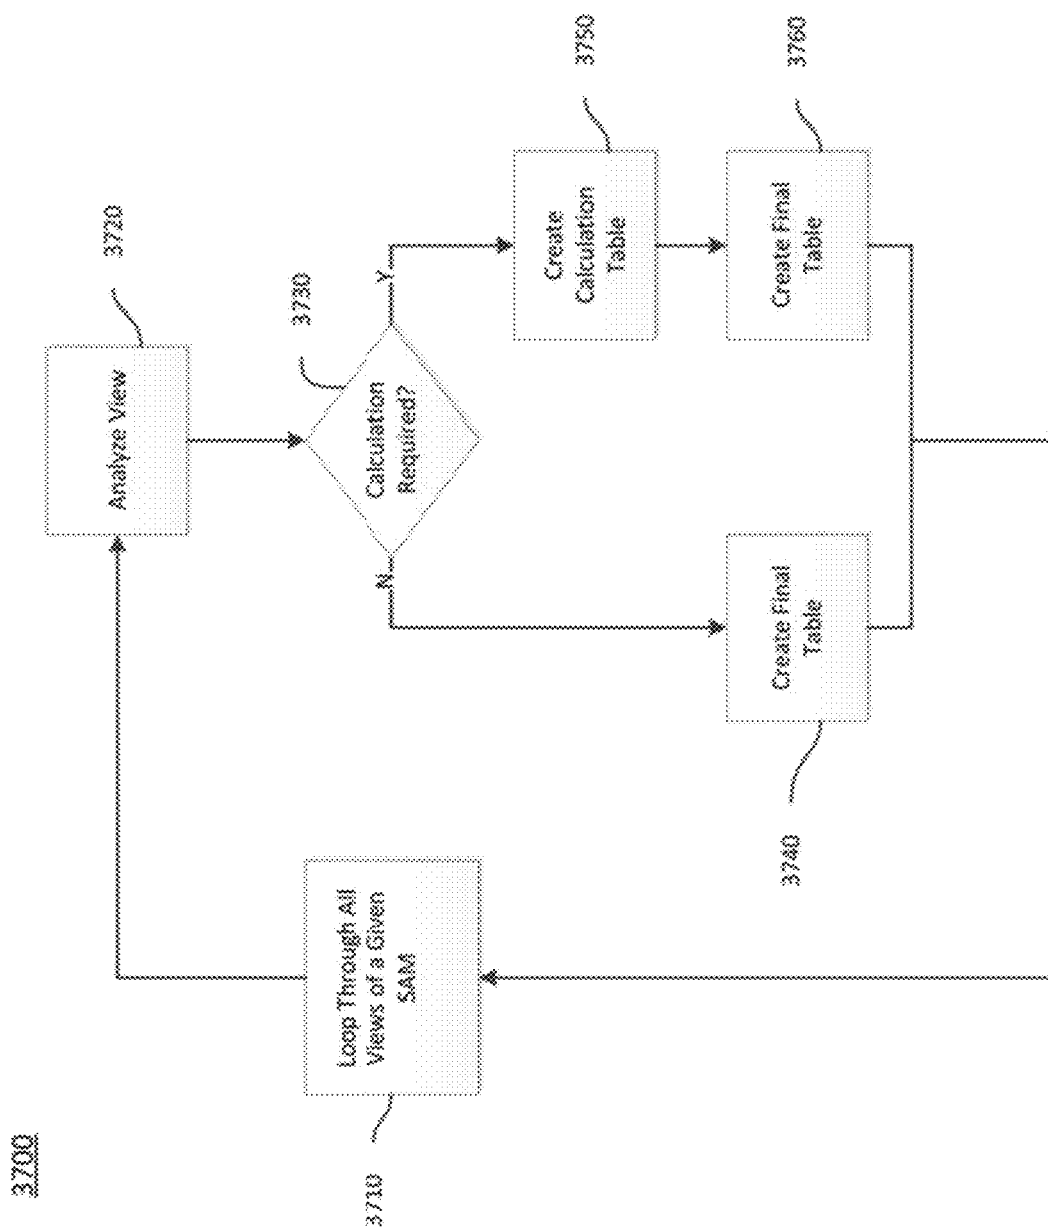 3700
3710
Loop Through All
Views of a Given
SAM
3720
Analyze View
3730
Calculation
Required?
N
Y
3740
Create Final
Table
3750
Create
Calculation
Table
3760
Create Final
Table